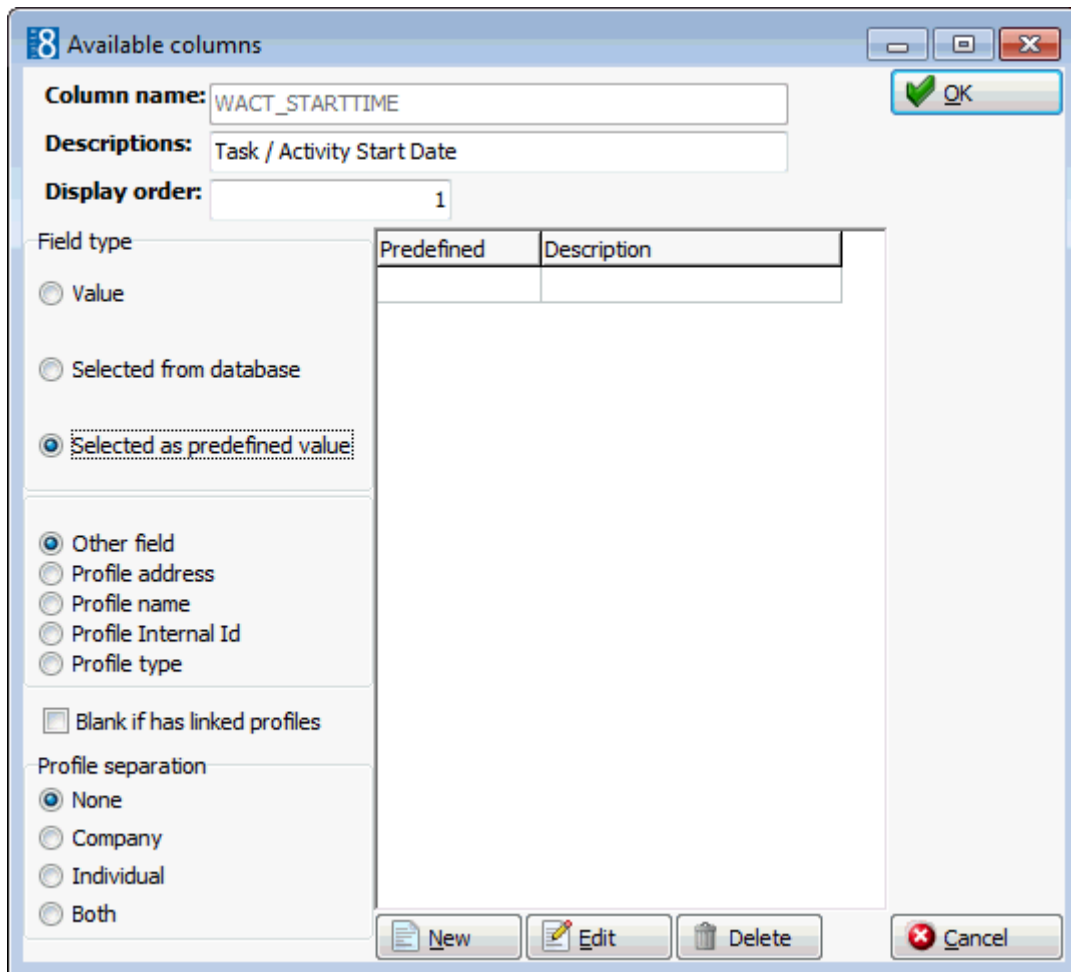 8 Available columns
Column name: WACT_STARTTIME
OK
Descriptions: Task / Activity Start Date
Display order: 1
Field type
Value
Selected from database
Selected as predefined value
Predefined Description
Other field
Profile address
Profile name
Profile Internal Id
Profile type
Blank if has linked profiles
Profile separation
None
Company
Individual
Both
New Edit Delete Cancel